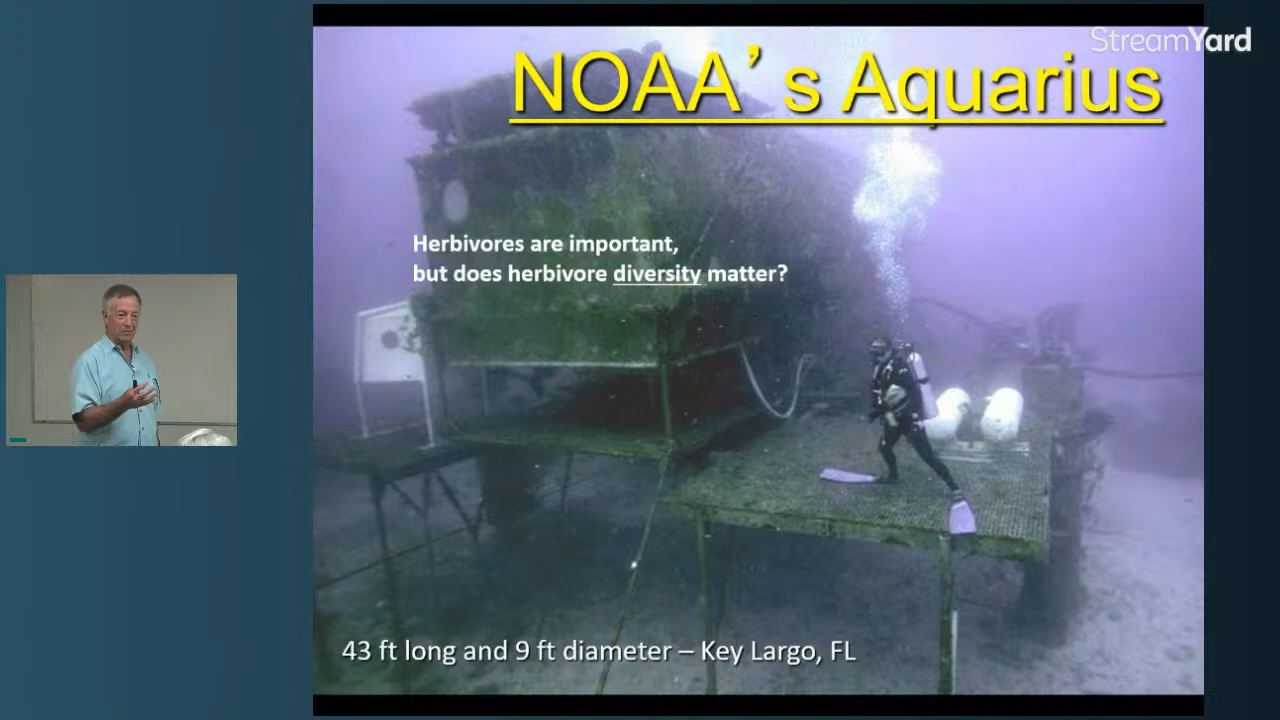 StreamYard
NOAA’s Aquarius
Herbivores are important,
but does herbivore diversity matter?
43 ft long and 9 ft diameter – Key Largo, FL